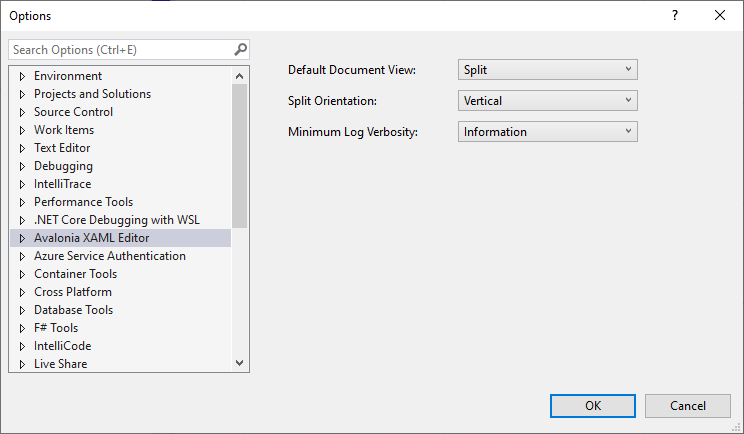 Options
?
Search Options (Ctrl+E)
Environment
Projects and Solutions
Source Control
Work Items
Text Editor
Debugging
IntelliTrace
Performance Tools
.NET Core Debugging with WSL
Avalonia XAML Editor
Azure Service Authentication
Container Tools
Cross Platform
Database Tools
F# Tools
IntelliCode
Live Share
Default Document View: Split
Split Orientation: Vertical
Minimum Log Verbosity: Information
OK Cancel